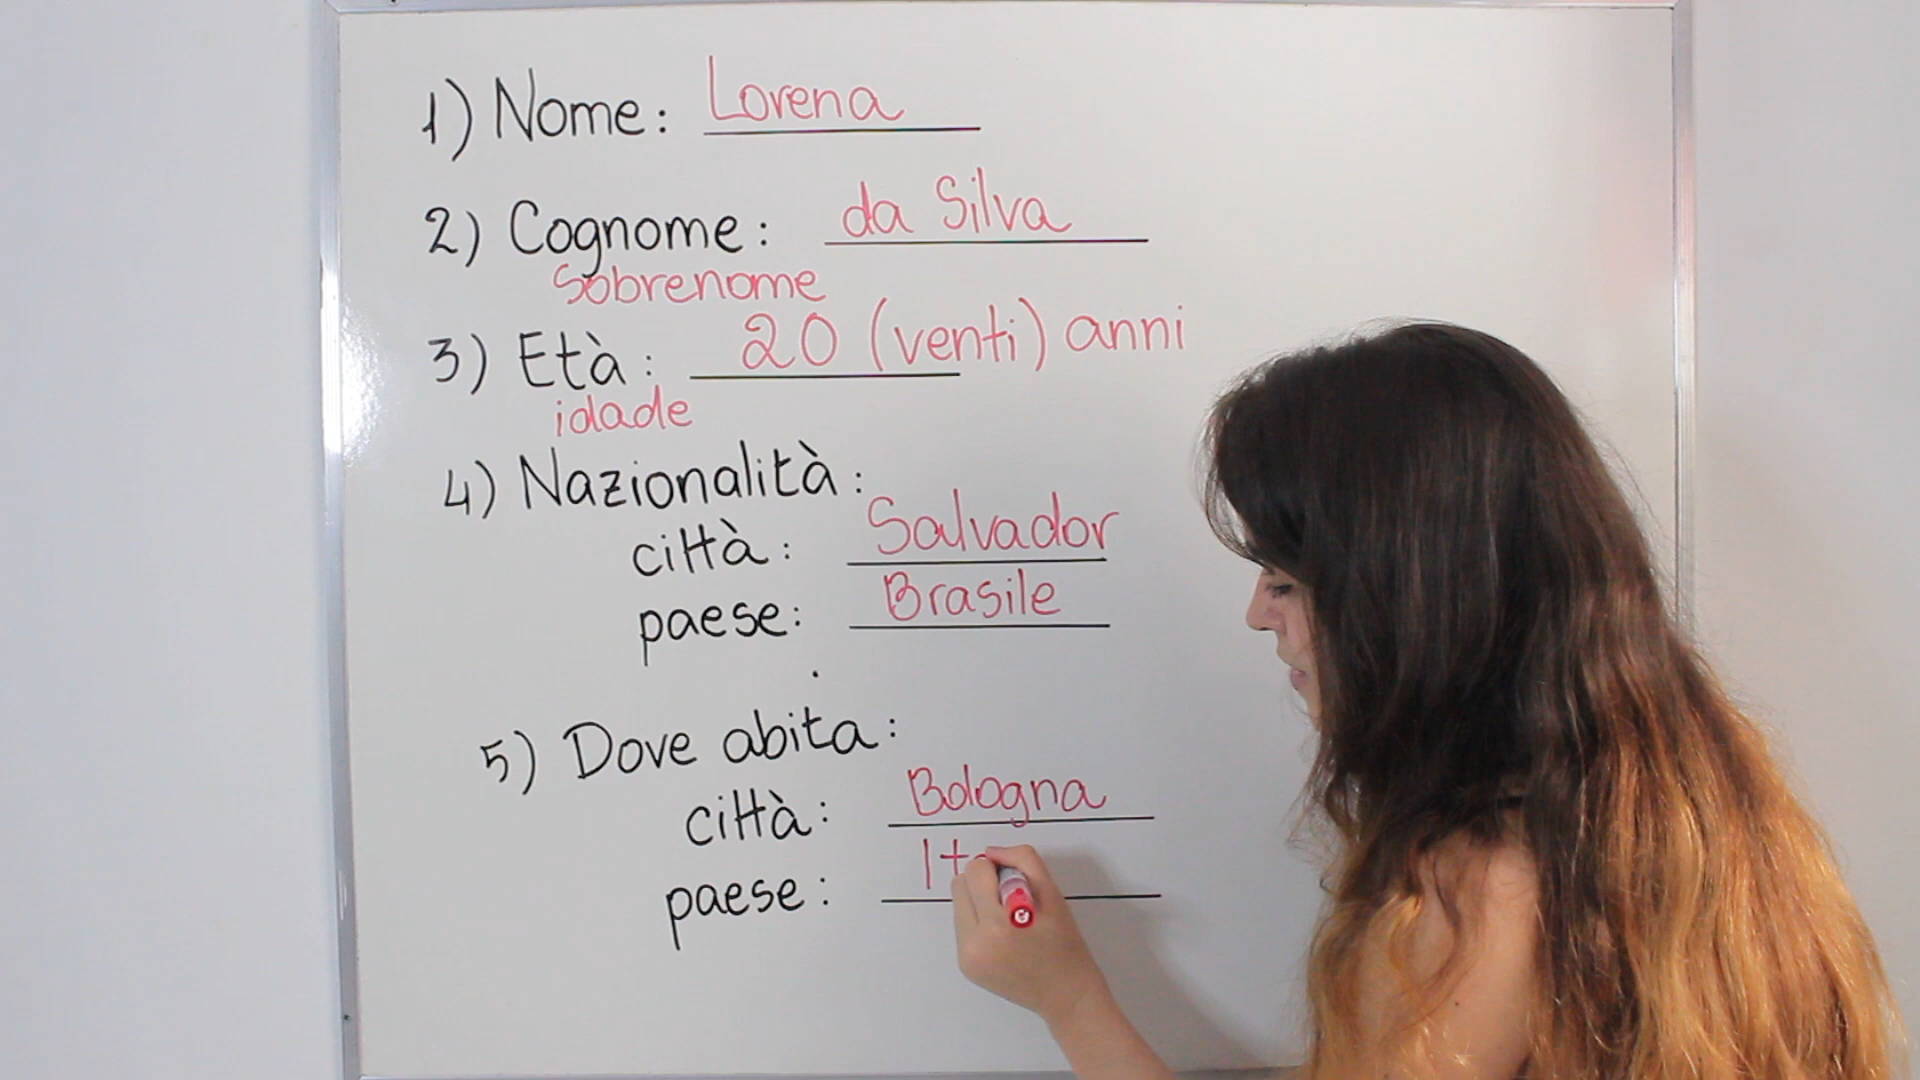 1) Nome: Lorena
2) Cognome: da Silva
Sobrenome
3) Età: 20 (venti) anni
idade
4) Nazionalità:
città: Salvador
paese: Brasile
5) Dove abita:
città: Bologna
paese: It